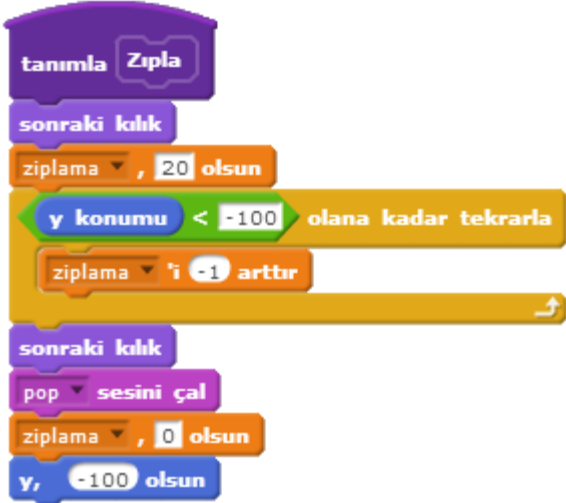 tanımla Zıpla
sonraki kılık
ziplama , 20 olsun
y konumu < -100 olana kadar tekrarla
ziplama 'i -1 arttır
sonraki kılık
pop sesini çal
ziplama , 0 olsun
y, -100 olsun